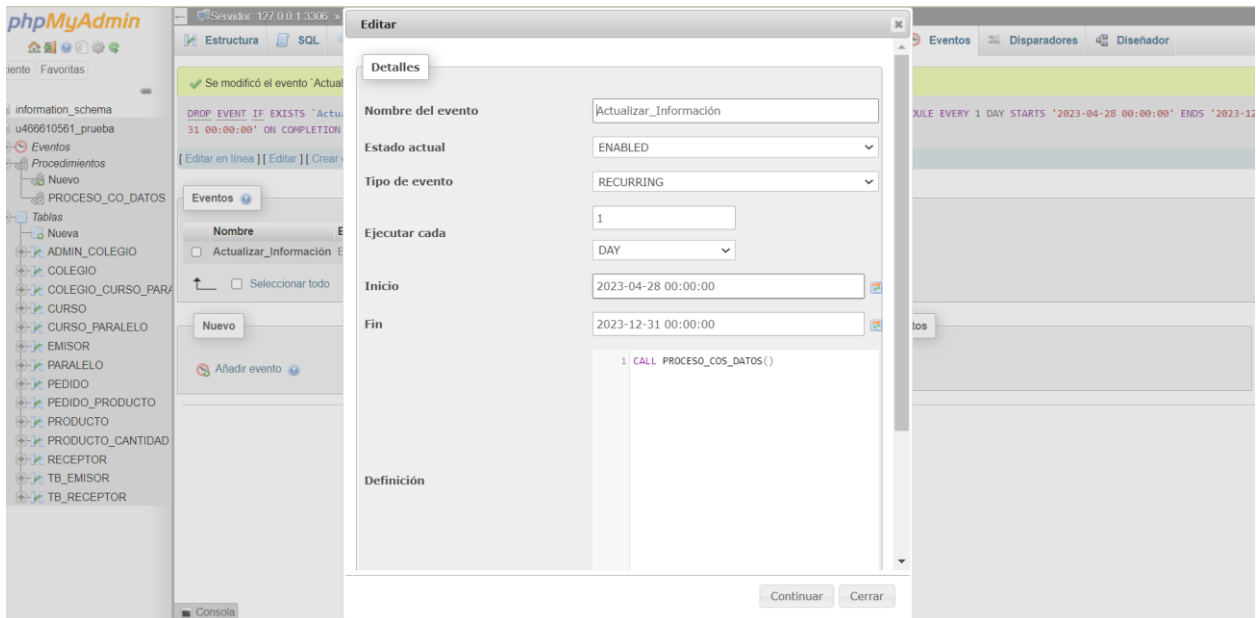 phpMyAdmin
Favoritas
information_schema
u466610561_prueba
Eventos
Procedimientos
Nuevo
PROCESO_CO_DATOS
Tablas
Nueva
ADMIN_COLEGIO
COLEGIO
COLEGIO_CURSO_PARA
CURSO
CURSO_PARALELO
EMISOR
PARALELO
PEDIDO
PEDIDO_PRODUCTO
PRODUCTO
PRODUCTO_CANTIDAD
RECEPTOR
TB_EMISOR
TB_RECEPTOR
Servidor: 127.0.0.1:3306 »
Estructura SQL
Eventos Disparadores Diseñador
Se modificó el evento `Actual
DROP EVENT IF EXISTS `Actu
DULE EVERY 1 DAY STARTS '2023-04-28 00:00:00' ENDS '2023-12
31 00:00:00' ON COMPLETION
[ Editar en línea ] [ Editar ] [ Crear
Eventos
Nombre
Actualizar_Información
Seleccionar todo
Nuevo
Añadir evento
Consola
Editar
Detalles
Nombre del evento Actualizar_Información
Estado actual ENABLED
Tipo de evento RECURRING
Ejecutar cada 1
DAY
Inicio 2023-04-28 00:00:00
Fin 2023-12-31 00:00:00
Definición
1 CALL PROCESO_COS_DATOS()
Continuar Cerrar